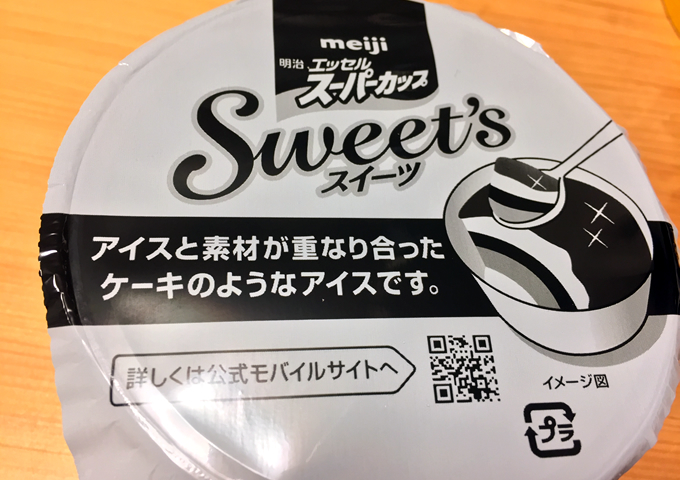 meiji
明治 エッセル
スーパーカップ
Sweet's
スイーツ
アイスと素材が重なり合った
ケーキのようなアイスです。
詳しくは公式モバイルサイトへ
イメージ図
プラ